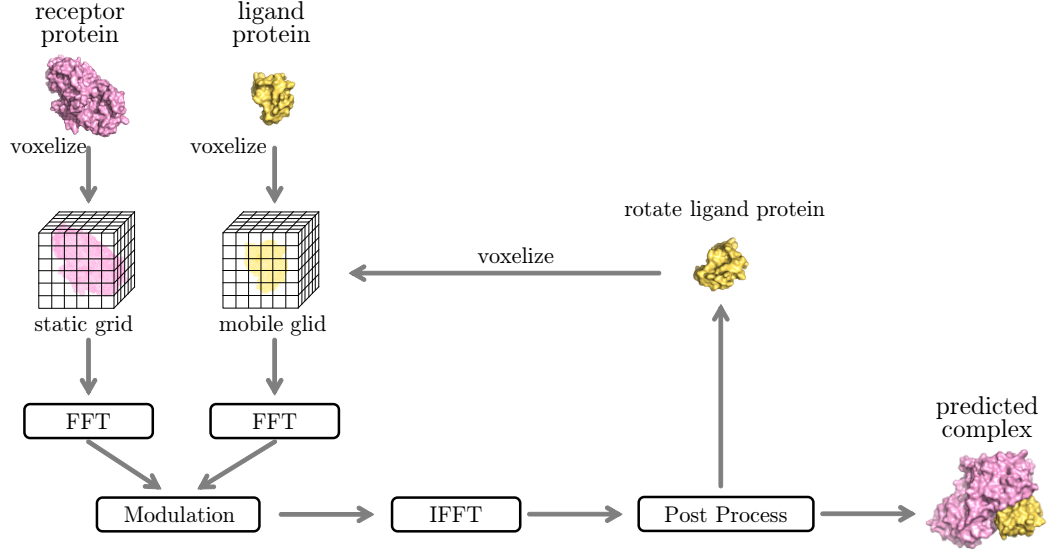 receptor
protein
ligand
protein
voxelize
voxelize
rotate ligand protein
voxelize
static grid
mobile glid
FFT
FFT
predicted
complex
Modulation
IFFT
Post Process